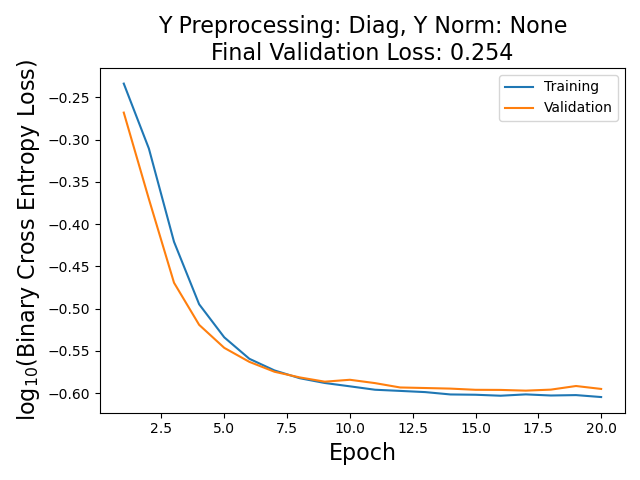 Y Preprocessing: Diag, Y Norm: None
Final Validation Loss: 0.254
Training
Validation
log₁₀(Binary Cross Entropy Loss)
−0.25
−0.30
−0.35
−0.40
−0.45
−0.50
−0.55
−0.60
2.5 5.0 7.5 10.0 12.5 15.0 17.5 20.0
Epoch